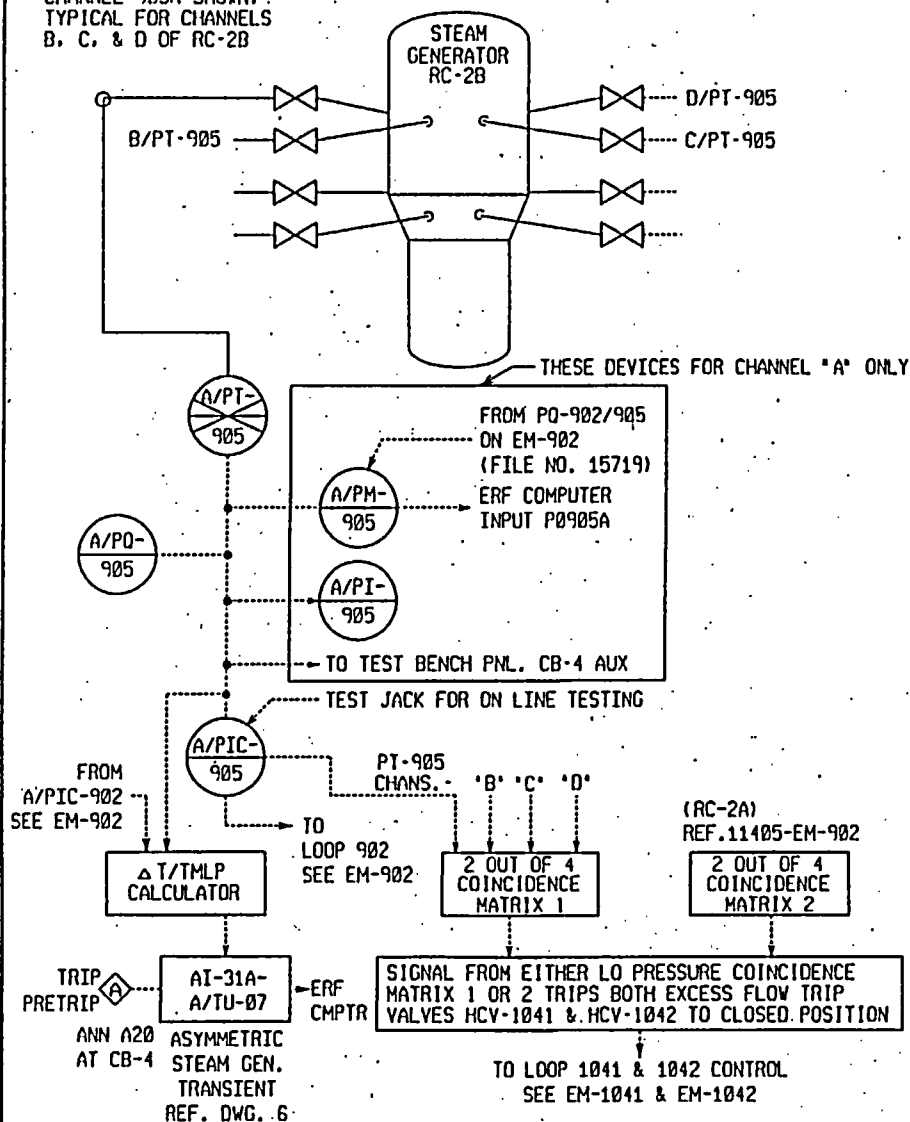 TYPICAL FOR CHANNELS
B, C, & D OF RC-2B
STEAM
GENERATOR
RC-2B
D/PT-905
B/PT-905
C/PT-905
THESE DEVICES FOR CHANNEL "A" ONLY
A/PT-
905
FROM PQ-902/905
ON EM-902
(FILE NO. 15719)
A/PM-
905
ERF COMPUTER
INPUT P0905A
A/PQ-
905
A/PI-
905
TO TEST BENCH PNL. CB-4 AUX
TEST JACK FOR ON LINE TESTING
A/PIC-
905
PT-905
CHANS.-
"B" "C" "D"
FROM
A/PIC-902
SEE EM-902
TO
LOOP 902
SEE EM-902
(RC-2A)
REF.11405-EM-902
△T/TMLP
CALCULATOR
2 OUT OF 4
COINCIDENCE
MATRIX 1
2 OUT OF 4
COINCIDENCE
MATRIX 2
TRIP
PRETRIP
A
AI-31A-
A/TU-07
ERF
CMPTR
SIGNAL FROM EITHER LO PRESSURE COINCIDENCE
MATRIX 1 OR 2 TRIPS BOTH EXCESS FLOW TRIP
VALVES HCV-1041 & HCV-1042 TO CLOSED POSITION
ANN A20
AT CB-4
ASYMMETRIC
STEAM GEN.
TRANSIENT
REF. DWG. 6
TO LOOP 1041 & 1042 CONTROL
SEE EM-1041 & EM-1042